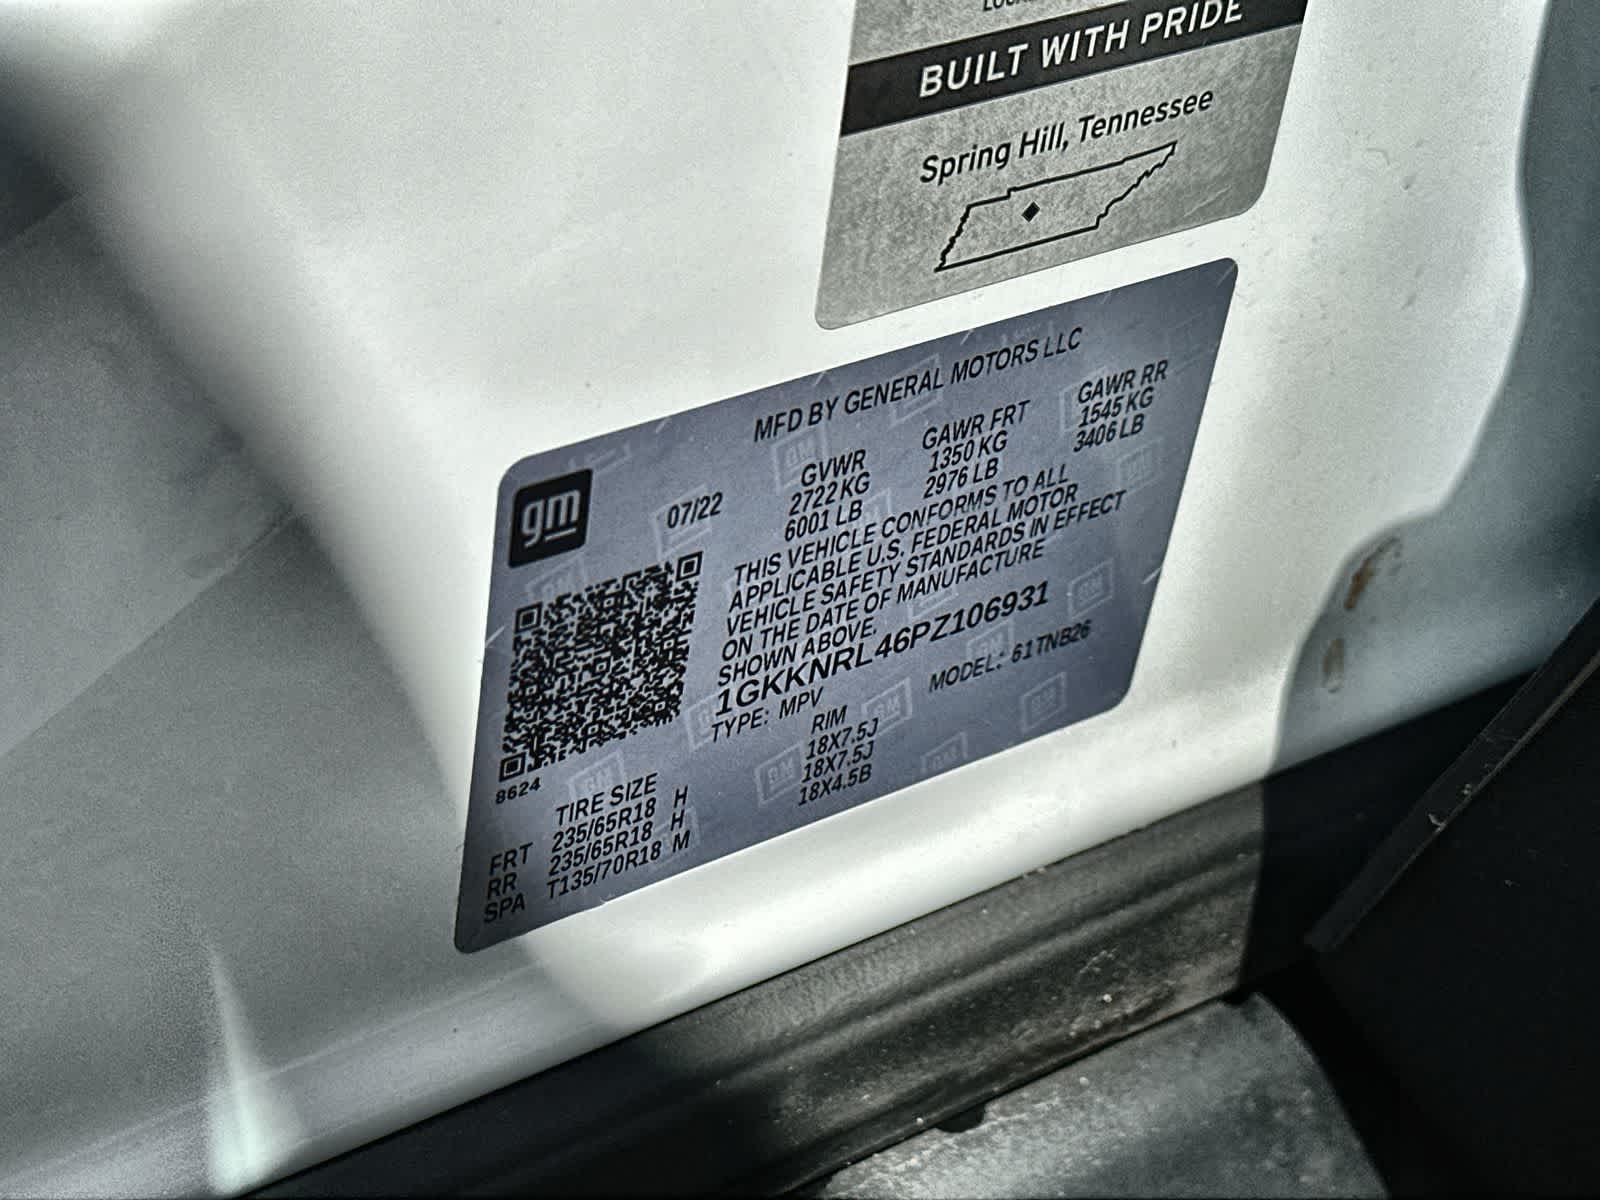 BUILT WITH PRIDE
Spring Hill, Tennessee
MFD BY GENERAL MOTORS LLC
gm
07/22
GVWR GAWR FRT GAWR RR
2722 KG 1350 KG 1545 KG
6001 LB 2976 LB 3406 LB
THIS VEHICLE CONFORMS TO ALL
APPLICABLE U.S. FEDERAL MOTOR
VEHICLE SAFETY STANDARDS IN EFFECT
ON THE DATE OF MANUFACTURE
SHOWN ABOVE.
1GKKNRL46PZ106931
TYPE: MPV MODEL: 61TNB26
8624
TIRE SIZE RIM
FRT 235/65R18 H 18X7.5J
RR 235/65R18 H 18X7.5J
SPA T135/70R18 M 18X4.5B